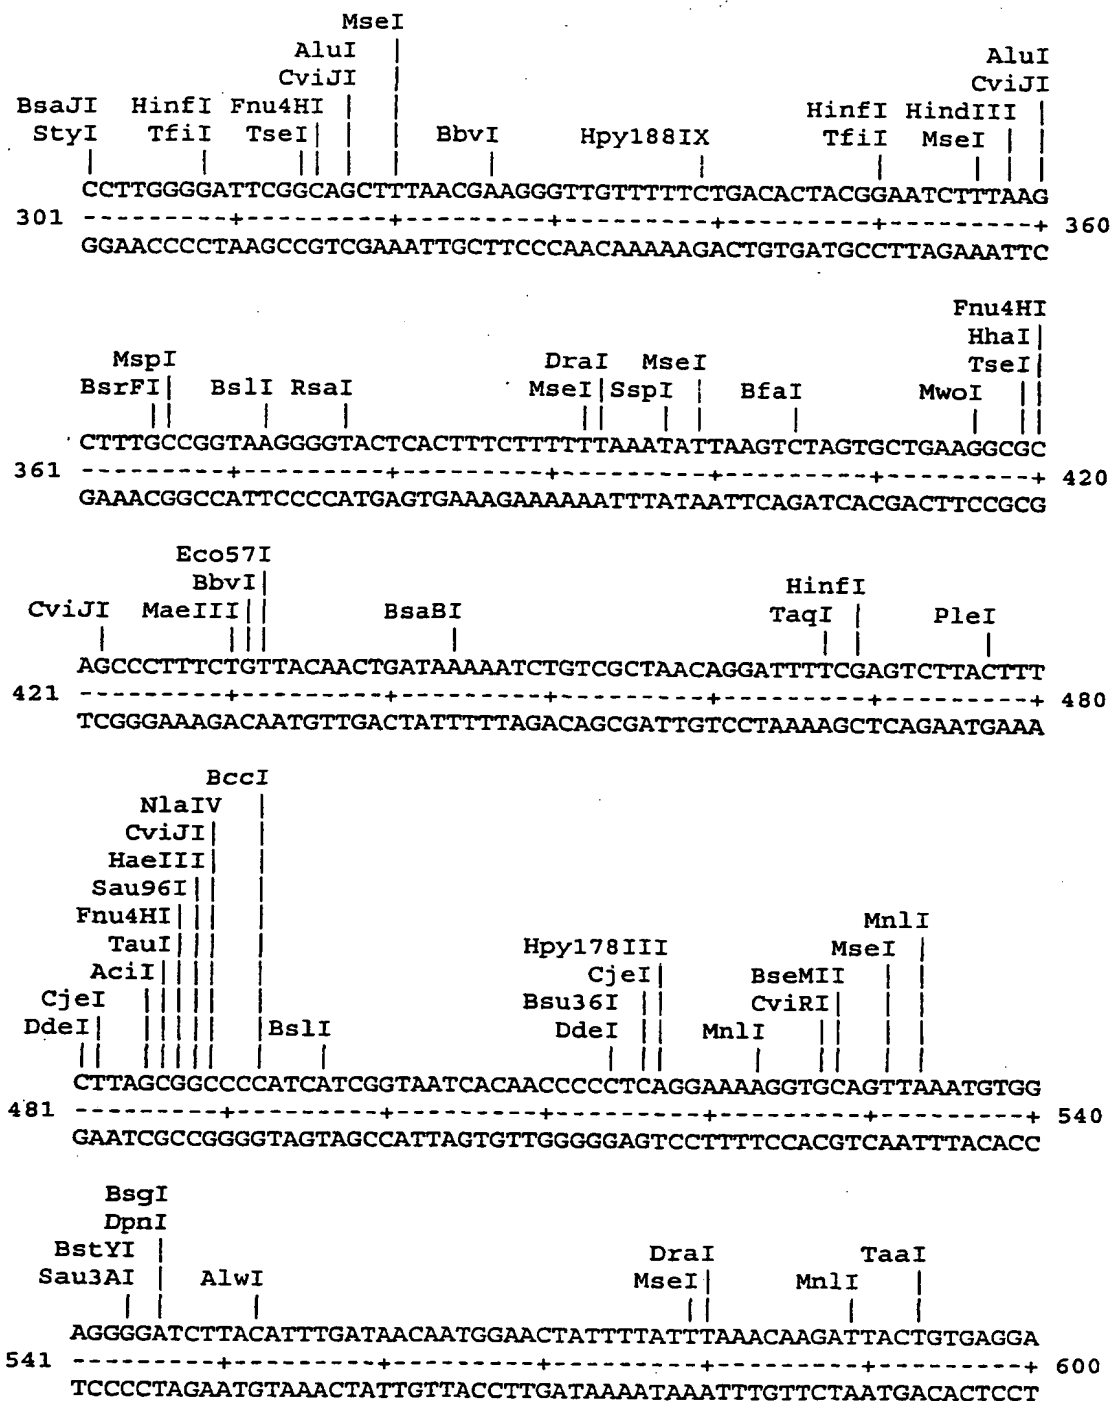 MseI
AluI AluI
CviJI CviJI
BsaJI HinfI Fnu4HI HinfI HindIII
StyI TfiI TseI BbvI Hpy188IX TfiI MseI
CCTTGGGGATTCGGCAGCTTTAACGAAGGGTTGTTTTTCTGACACTACGGAATCTTTAAG
301 ---------+---------+---------+---------+---------+---------+ 360
GGAACCCCTAAGCCGTCGAAATTGCTTCCCAACAAAAAGACTGTGATGCCTTAGAAATTC
Fnu4HI
HhaI
MspI DraI MseI TseI
BsrFI BslI RsaI MseI SspI BfaI MwoI
CTTTGCCGGTAAGGGGTACTCACTTTCTTTTTTAAATATTAAGTCTAGTGCTGAAGGCGC
361 ---------+---------+---------+---------+---------+---------+ 420
GAAACGGCCATTCCCCATGAGTGAAAGAAAAAATTTATAATTCAGATCACGACTTCCGCG
Eco57I
BbvI HinfI
CviJI MaeIII BsaBI TaqI PleI
AGCCCTTTCTGTTACAACTGATAAAAATCTGTCGCTAACAGGATTTTCGAGTCTTACTTT
421 ---------+---------+---------+---------+---------+---------+ 480
TCGGGAAAGACAATGTTGACTATTTTTAGACAGCGATTGTCCTAAAAGCTCAGAATGAAA
BccI
NlaIV
CviJI
HaeIII
Sau96I
Fnu4HI MnlI
TauI Hpy178III MseI
AciI CjeI BseMII
CjeI Bsu36I CviRI
DdeI BslI DdeI MnlI
CTTAGCGGCCCCATCATCGGTAATCACAACCCCCTCAGGAAAAGGTGCAGTTAAATGTGG
481 ---------+---------+---------+---------+---------+---------+ 540
GAATCGCCGGGGTAGTAGCCATTAGTGTTGGGGGAGTCCTTTTCCACGTCAATTTACACC
BsgI
DpnI
BstYI DraI TaaI
Sau3AI AlwI MseI MnlI
AGGGGATCTTACATTTGATAACAATGGAACTATTTTATTTAAACAAGATTACTGTGAGGA
541 ---------+---------+---------+---------+---------+---------+ 600
TCCCCTAGAATGTAAACTATTGTTACCTTGATAAAATAAATTTGTTCTAATGACACTCCT